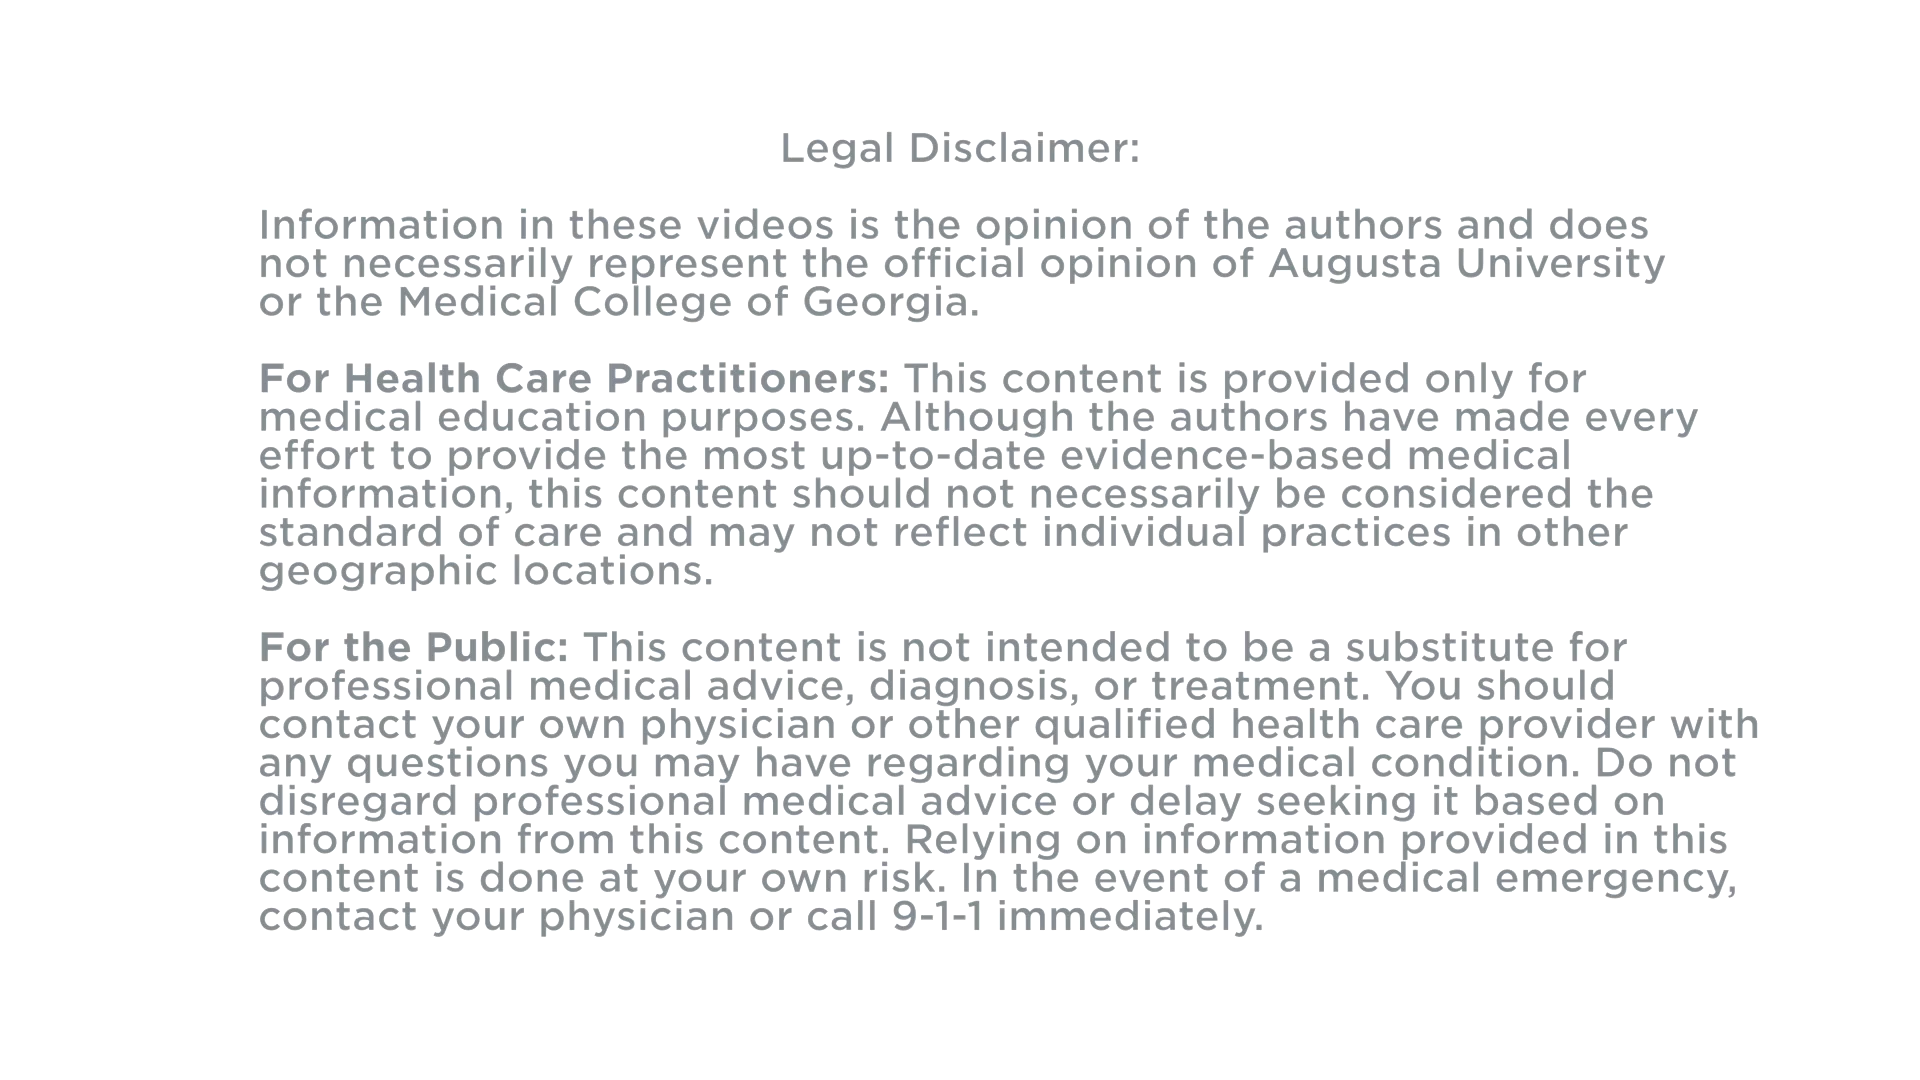 Legal Disclaimer:
Information in these videos is the opinion of the authors and does
not necessarily represent the official opinion of Augusta University
or the Medical College of Georgia.
For Health Care Practitioners: This content is provided only for
medical education purposes. Although the authors have made every
effort to provide the most up-to-date evidence-based medical
information, this content should not necessarily be considered the
standard of care and may not reflect individual practices in other
geographic locations.
For the Public: This content is not intended to be a substitute for
professional medical advice, diagnosis, or treatment. You should
contact your own physician or other qualified health care provider with
any questions you may have regarding your medical condition. Do not
disregard professional medical advice or delay seeking it based on
information from this content. Relying on information provided in this
content is done at your own risk. In the event of a medical emergency,
contact your physician or call 9-1-1 immediately.